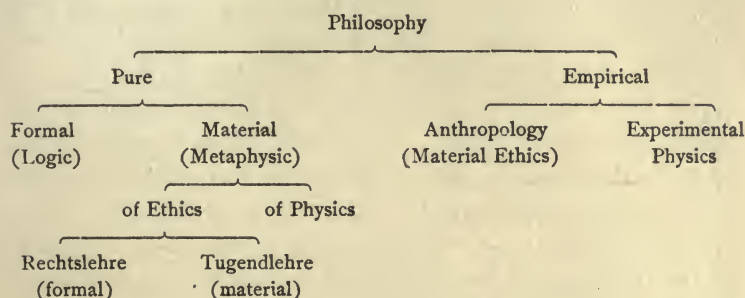 Philosophy
Pure Empirical
Formal Material Anthropology Experimental
(Logic) (Metaphysic) (Material Ethics) Physics
of Ethics of Physics
Rechtslehre Tugendlehre
(formal) (material)